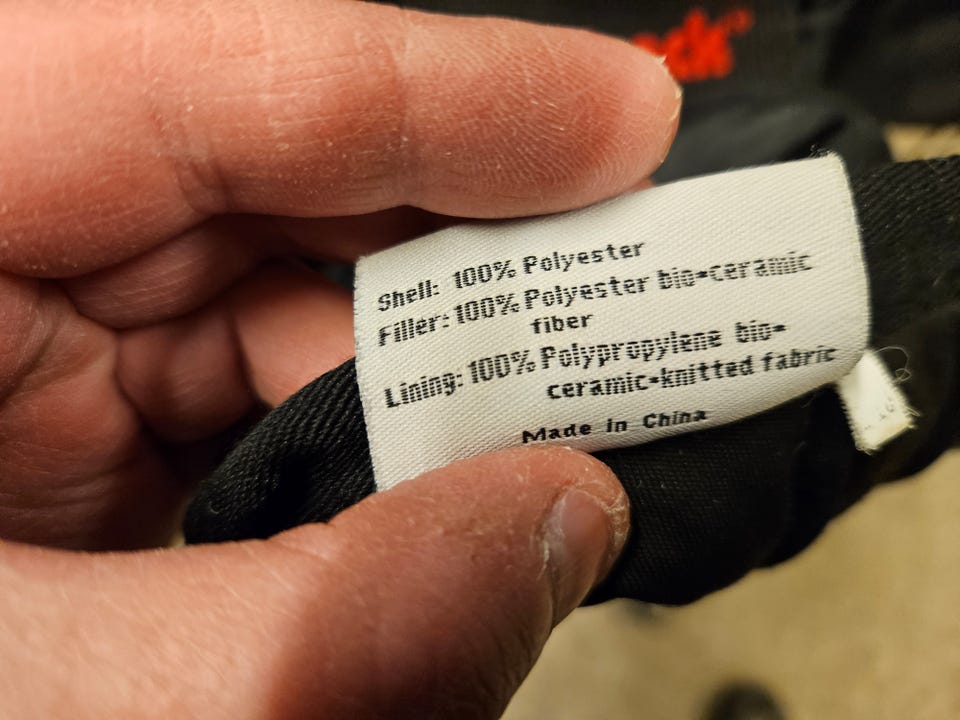 Shell: 100% Polyester
Filler: 100% Polyester bio-ceramic
fiber
Lining: 100% Polypropylene bio-
ceramic-knitted fabric
Made in China